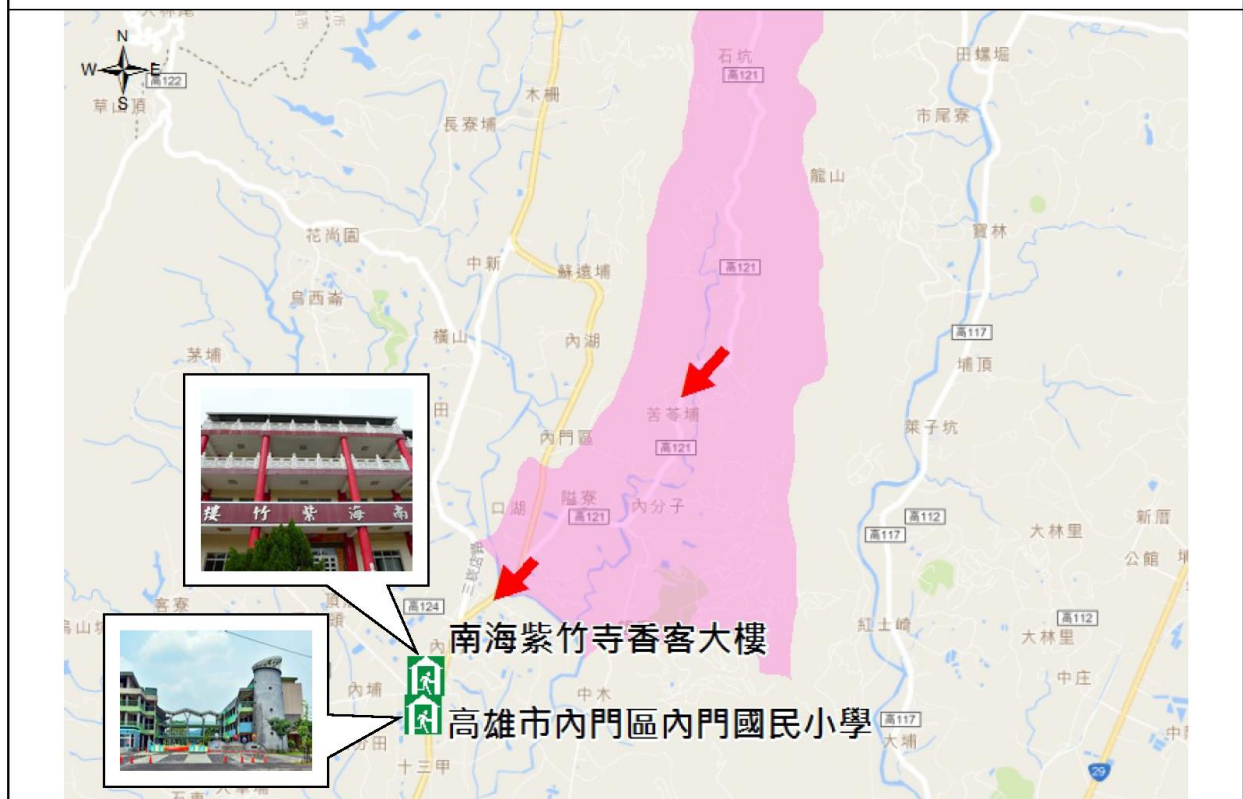 N
W
E
S
高122
草山頂
木柵
長寮埔
石坑
高121
田螺堀
市尾寮
龍山
花尚園
中新
蘇遠埔
高121
寶林
烏西崙
橫山
內湖
高117
茅埔
埔頂
田
苦苓埔
內門區
高121
萊子坑
樓竹紫海南
口湖
隘寮
高121
內分子
高112
高117
大林里
新厝
公館
客寮
高124
高112
紅土崎
大林里
南海紫竹寺香客大樓
中庄
內埔
中木
高雄市內門區內門國民小學
高117
大埔
分田
十三甲
29